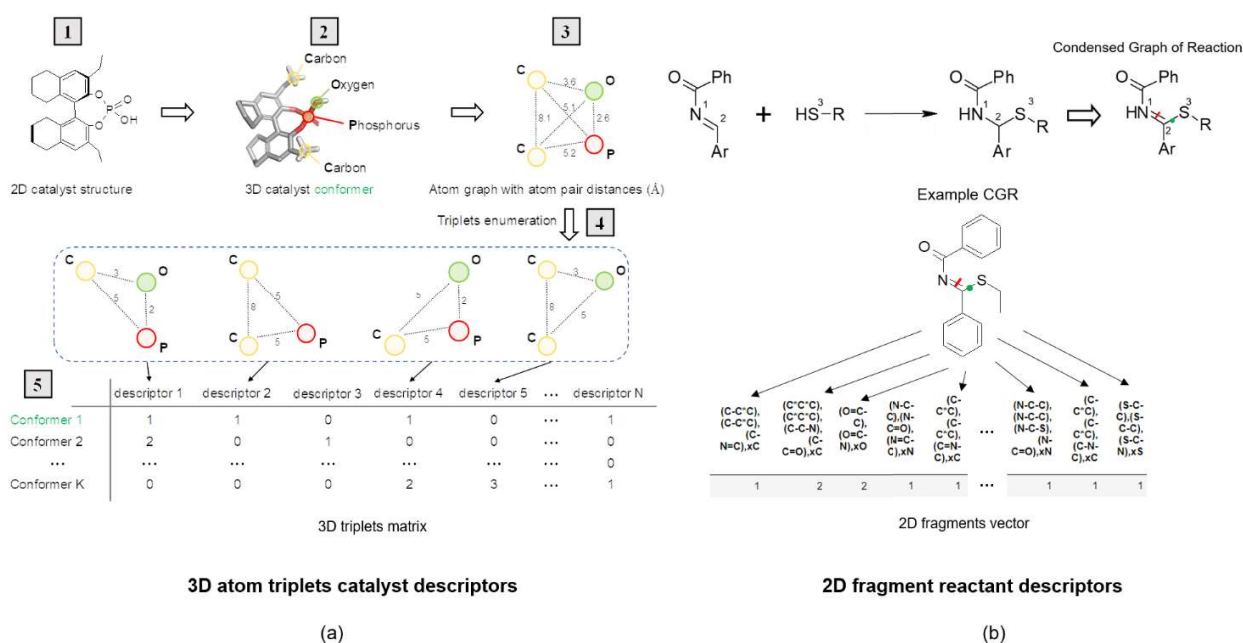 1
2
3
Carbon
Oxygen
Phosphorus
Carbon
O
P
O
OH
C
O
C
P
3.6
5.1
8.1
2.6
5.2
2D catalyst structure
3D catalyst conformer
Atom graph with atom pair distances (Å)
Triplets enumeration
4
C
O
P
3
5
2
C
C
P
8
5
5
O
C
P
5
2
5
C
O
C
3
8
5
5
descriptor 1 descriptor 2 descriptor 3 descriptor 4 descriptor 5 ... descriptor N
Conformer 1 1 1 0 1 0 ... 1
Conformer 2 2 0 1 0 0 ... 0
... ... ... ... ... 0
Conformer K 0 0 0 2 3 ... 1
3D triplets matrix
3D atom triplets catalyst descriptors
(a)
Condensed Graph of Reaction
O
Ph
1
N
2
Ar
+
3
HS-R
O
Ph
1
HN
3
S
2
R
Ar
O
Ph
HN
1
3
S
2
R
Ar
Example CGR
O
N
S
(C-C*C),
(C-C*C),
(C-
N=C),xC
(C*C*C),
(C*C*C),
(C-C-N),
(C-
C=O),xC
(O=C-
C),
(O=C-
N),xO
(N-C-
C),(N-
C=O),
(N=C-
C),xN
(C-
C*C),
(C-
C*C),
(C=N-
C),xC
...
(N-C-C),
(N-C-C),
(N-C-S),
(N-
C=O),xN
(C-
C*C),
(C-
C*C),
(C-N-
C),xC
(S-C-
C),(S-
C-C),
(S-C-
N),xS
1 2 2 1 1 ... 1 1 1
2D fragments vector
2D fragment reactant descriptors
(b)